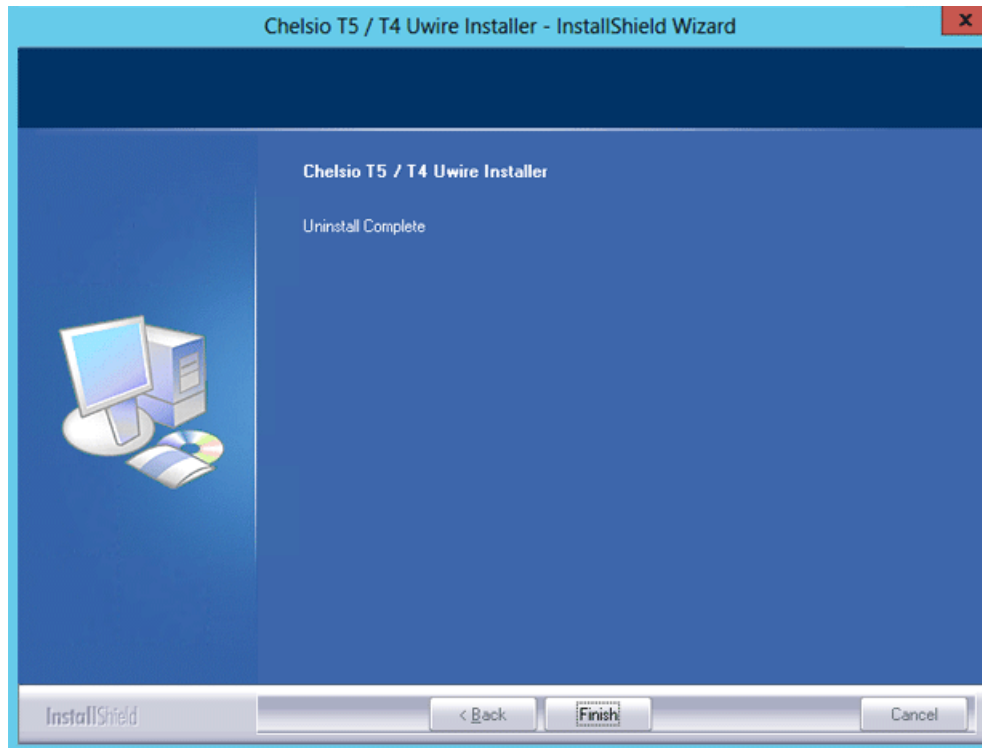 Chelsio T5 / T4 Uwire Installer - InstallShield Wizard
x
Chelsio T5 / T4 Uwire Installer
Uninstall Complete
InstallShield
< Back
Finish
Cancel